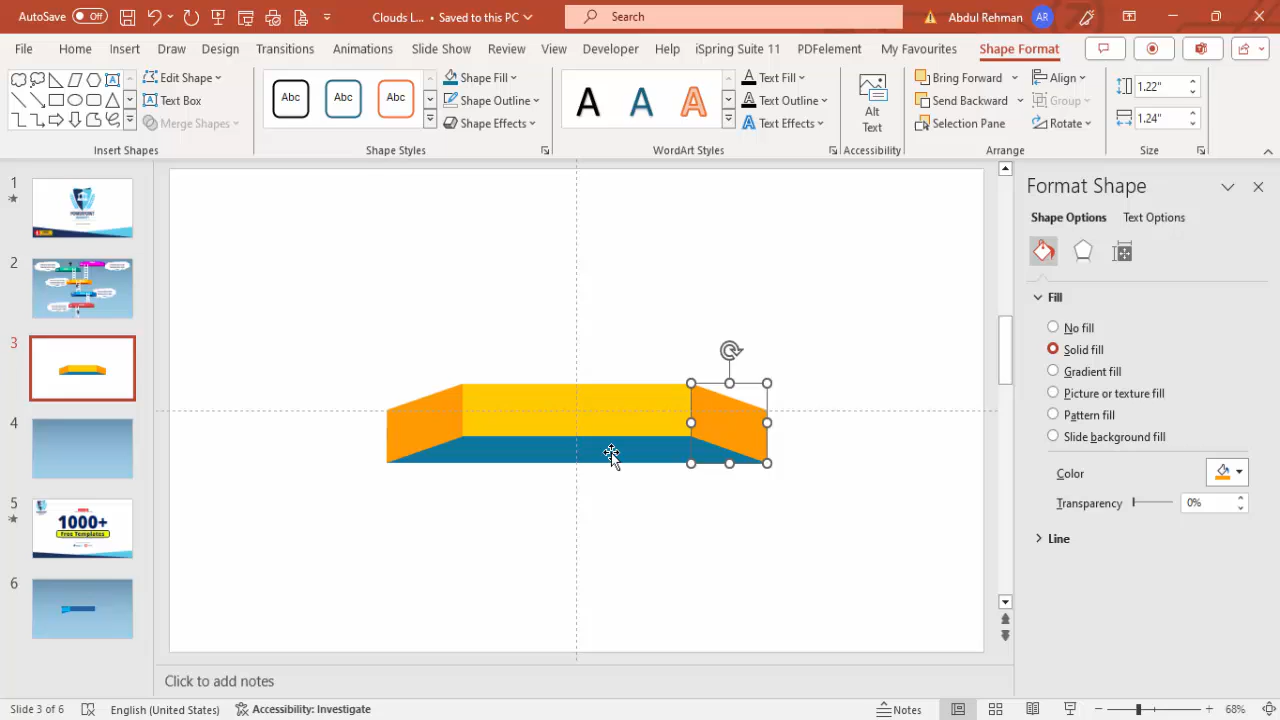 AutoSave Off Clouds L... • Saved to this PC Search Abdul Rehman AR
File Home Insert Draw Design Transitions Animations Slide Show Review View Developer Help iSpring Suite 11 PDFelement My Favourites Shape Format
Edit Shape
Text Box
Merge Shapes
Insert Shapes
Abc Abc Abc
Shape Fill
Shape Outline
Shape Effects
Shape Styles
A A A
Text Fill
Text Outline
Text Effects
WordArt Styles
Alt
Text
Accessibility
Bring Forward
Send Backward
Selection Pane
Align
Group
Rotate
Arrange
1.22"
1.24"
Size
1
2
3
4
5
1000+
Free Templates
6
Format Shape
Shape Options Text Options
Fill
No fill
Solid fill
Gradient fill
Picture or texture fill
Pattern fill
Slide background fill
Color
Transparency 0%
Line
Click to add notes
Slide 3 of 6 English (United States) Accessibility: Investigate Notes 68%